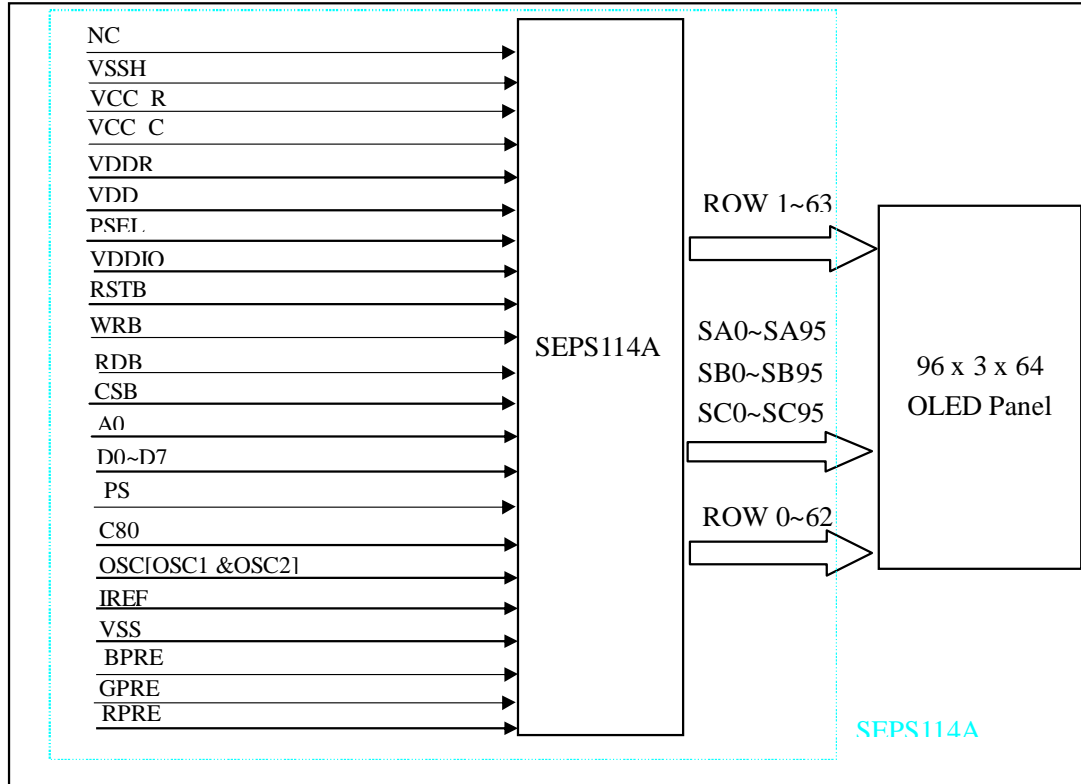 NC
VSSH
VCC_R
VCC_C
VDDR
VDD
PSEL
VDDIO
RSTB
WRB
RDB
CSB
A0
D0~D7
PS
C80
OSC[OSC1 &OSC2]
IREF
VSS
BPRE
GPRE
RPRE
SEPS114A
ROW 1~63
SA0~SA95
SB0~SB95
SC0~SC95
ROW 0~62
96 x 3 x 64
OLED Panel
SEPS114A